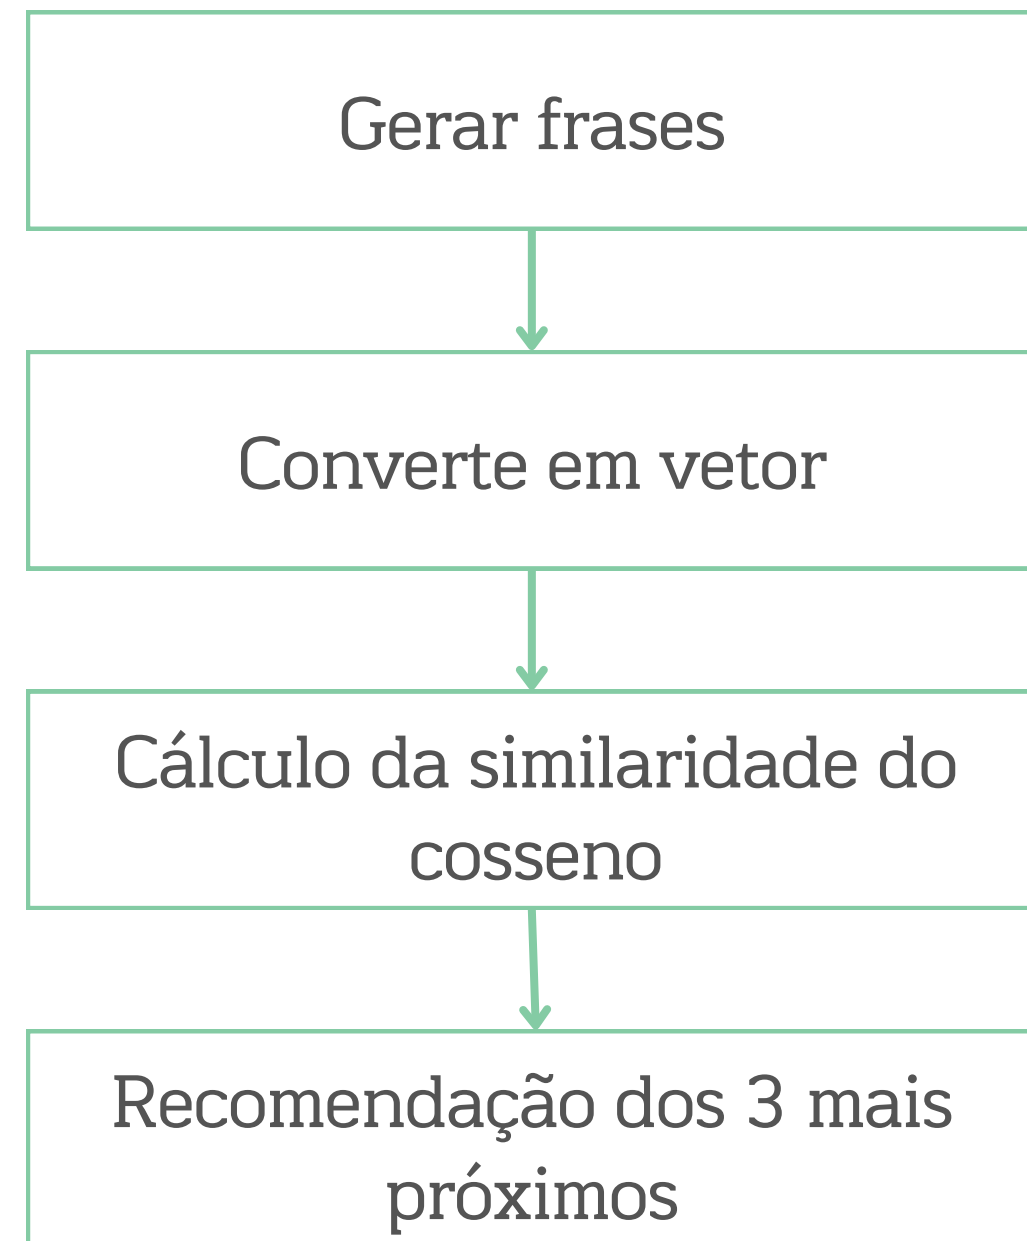 Gerar frases
Converte em vetor
Cálculo da similaridade do
cosseno
Recomendação dos 3 mais
próximos